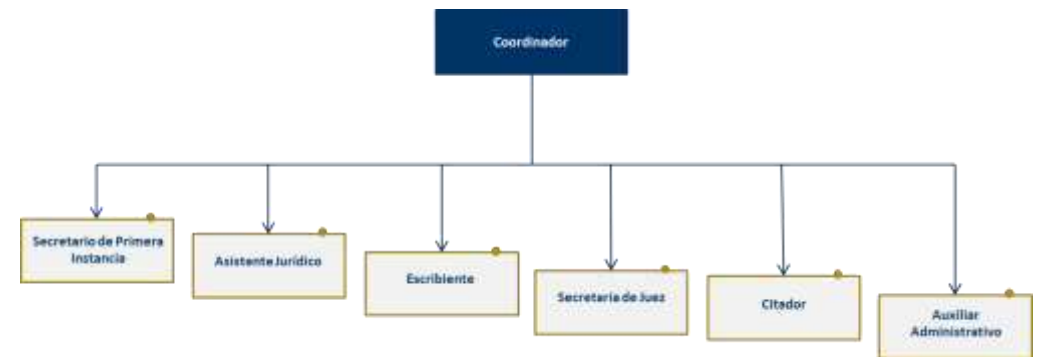 Coordinador
Secretario de Primera
Instancia
Asistente Jurídico
Escribiente
Secretaria de Juez
Citador
Auxiliar
Administrativo